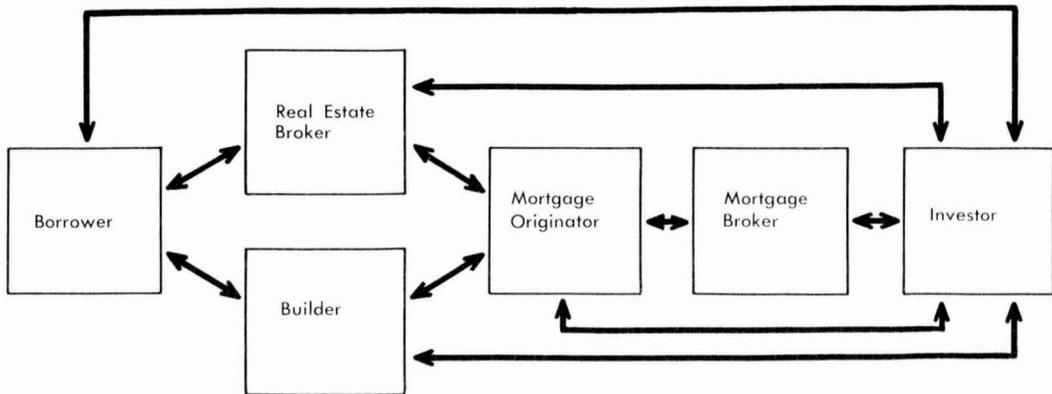 Real Estate
Broker
Borrower
Mortgage
Originator
Mortgage
Broker
Investor
Builder